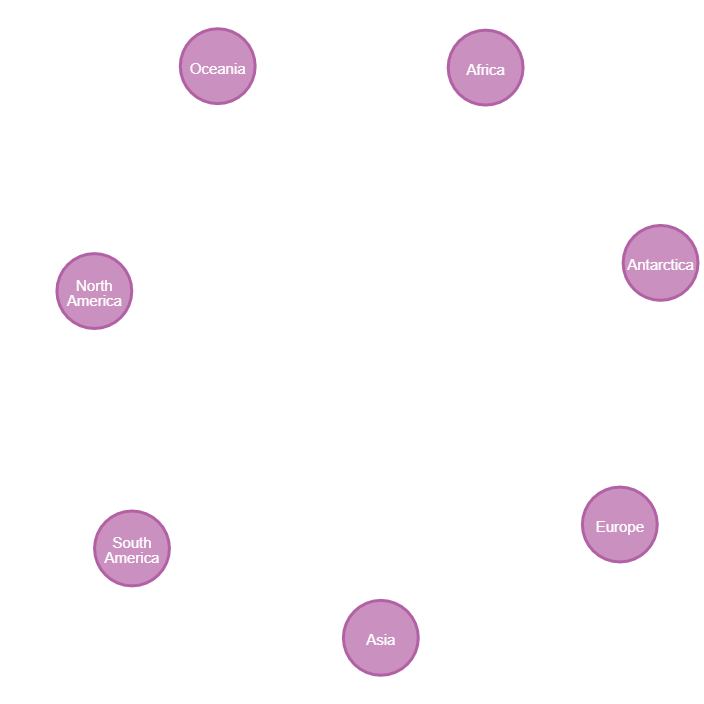 Oceania
Africa
Antarctica
North
America
Europe
South
America
Asia